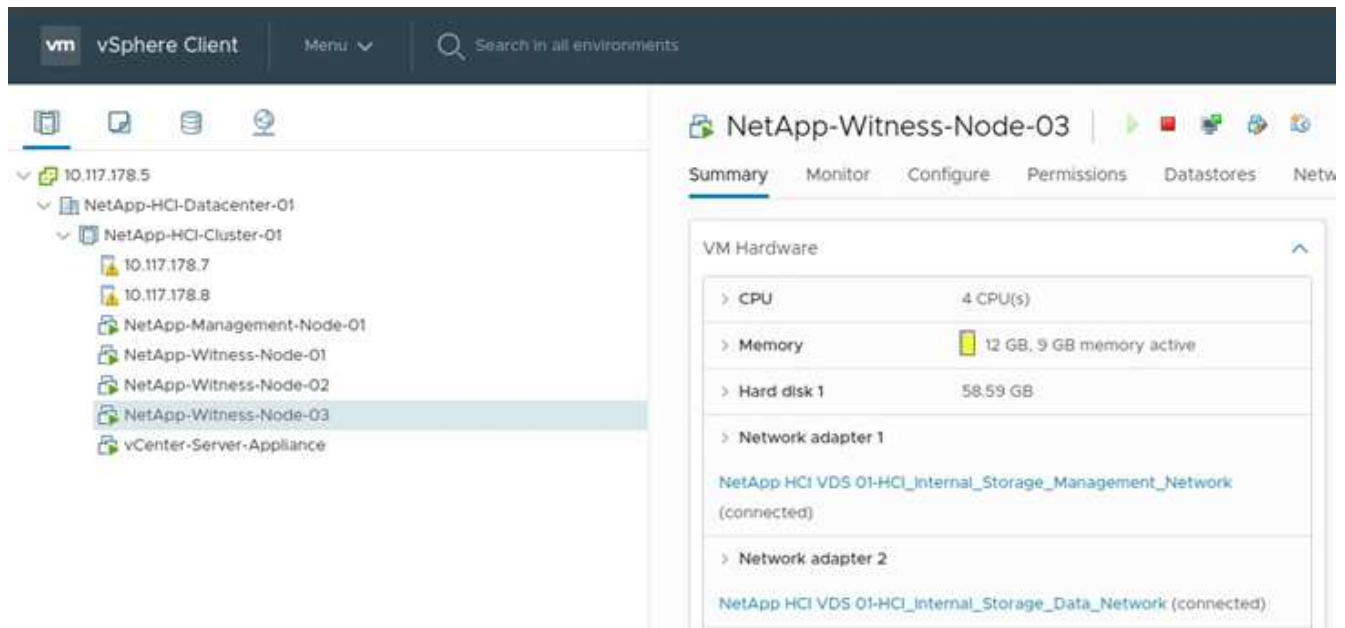 vm vSphere Client Menu Search in all environments
10.117.178.5
NetApp-HCI-Datacenter-01
NetApp-HCI-Cluster-01
10.117.178.7
10.117.178.8
NetApp-Management-Node-01
NetApp-Witness-Node-01
NetApp-Witness-Node-02
NetApp-Witness-Node-03
vCenter-Server-Appliance
NetApp-Witness-Node-03
Summary Monitor Configure Permissions Datastores Netw
VM Hardware
CPU 4 CPU(s)
Memory 12 GB, 9 GB memory active
Hard disk 1 58.59 GB
Network adapter 1
NetApp HCI VDS 01-HCI_Internal_Storage_Management_Network
(connected)
Network adapter 2
NetApp HCI VDS 01-HCI_Internal_Storage_Data_Network (connected)